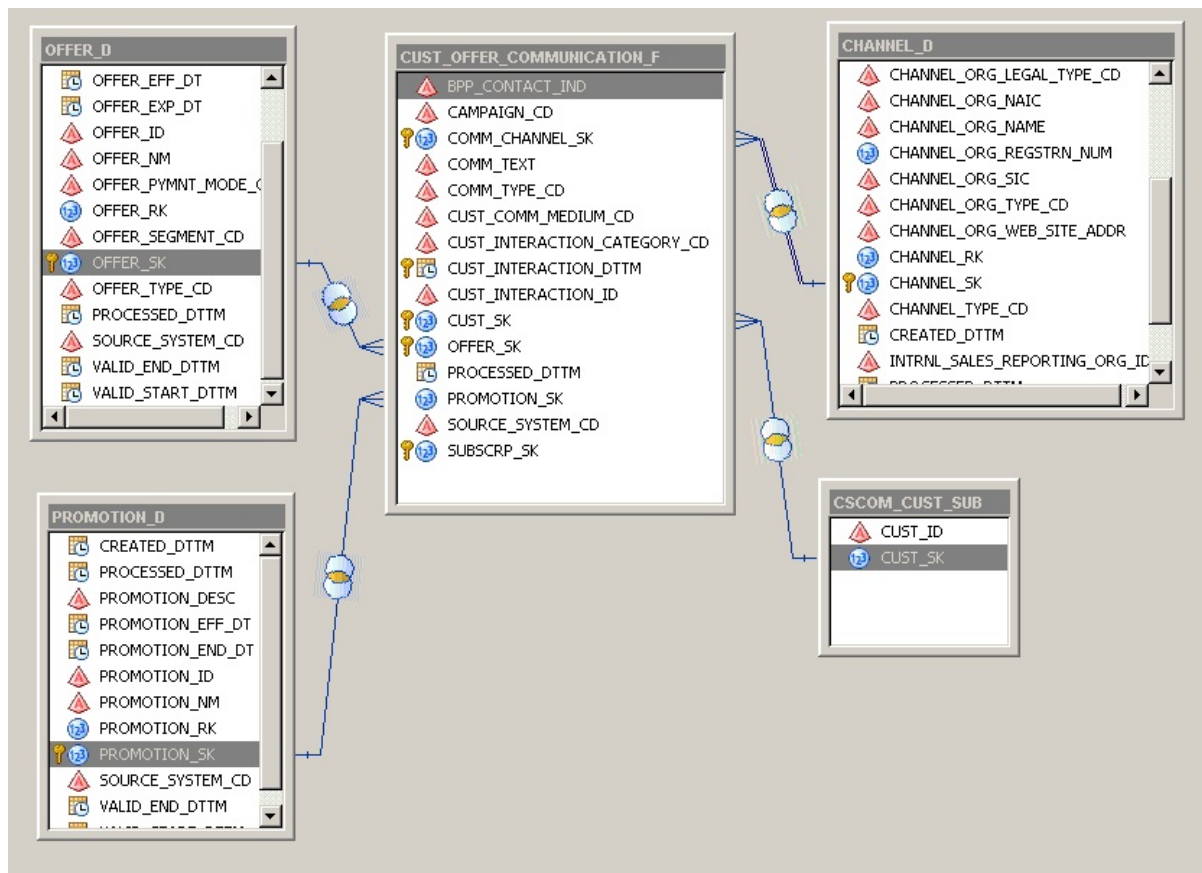 OFFER_D
OFFER_EFF_DT
OFFER_EXP_DT
OFFER_ID
OFFER_NM
OFFER_PYMNT_MODE_C
OFFER_RK
OFFER_SEGMENT_CD
OFFER_SK
OFFER_TYPE_CD
PROCESSED_DTTM
SOURCE_SYSTEM_CD
VALID_END_DTTM
VALID_START_DTTM
CUST_OFFER_COMMUNICATION_F
BPP_CONTACT_IND
CAMPAIGN_CD
COMM_CHANNEL_SK
COMM_TEXT
COMM_TYPE_CD
CUST_COMM_MEDIUM_CD
CUST_INTERACTION_CATEGORY_CD
CUST_INTERACTION_DTTM
CUST_INTERACTION_ID
CUST_SK
OFFER_SK
PROCESSED_DTTM
PROMOTION_SK
SOURCE_SYSTEM_CD
SUBSCRP_SK
CHANNEL_D
CHANNEL_ORG_LEGAL_TYPE_CD
CHANNEL_ORG_NAIC
CHANNEL_ORG_NAME
CHANNEL_ORG_REGSTRN_NUM
CHANNEL_ORG_SIC
CHANNEL_ORG_TYPE_CD
CHANNEL_ORG_WEB_SITE_ADDR
CHANNEL_RK
CHANNEL_SK
CHANNEL_TYPE_CD
CREATED_DTTM
INTRNL_SALES_REPORTING_ORG_ID
PROCESSED_DTTM
PROMOTION_D
CREATED_DTTM
PROCESSED_DTTM
PROMOTION_DESC
PROMOTION_EFF_DT
PROMOTION_END_DT
PROMOTION_ID
PROMOTION_NM
PROMOTION_RK
PROMOTION_SK
SOURCE_SYSTEM_CD
VALID_END_DTTM
CSCOM_CUST_SUB
CUST_ID
CUST_SK